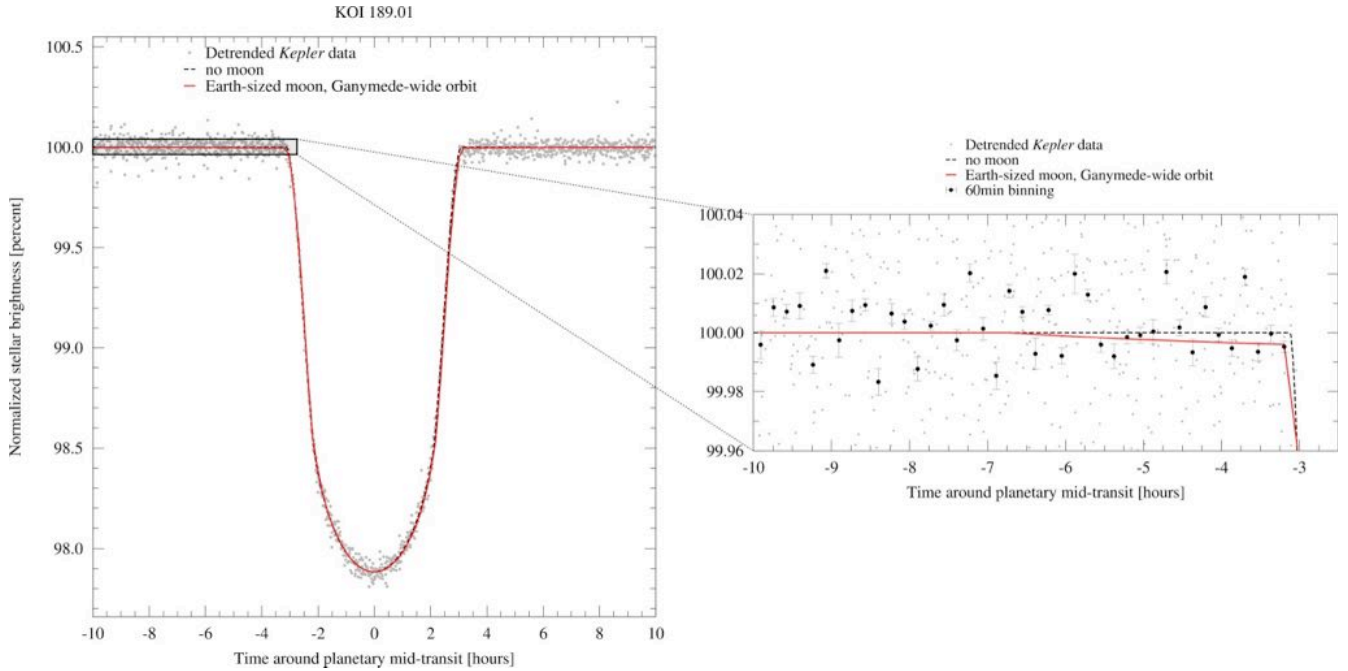 KOI 189.01
100.5
100.0
99.5
99.0
98.5
98.0
Normalized stellar brightness [percent]
Detrended Kepler data
no moon
Earth-sized moon, Ganymede-wide orbit
-10 -8 -6 -4 -2 0 2 4 6 8 10
Time around planetary mid-transit [hours]
Detrended Kepler data
no moon
Earth-sized moon, Ganymede-wide orbit
60min binning
100.04
100.02
100.00
99.98
99.96
-10 -9 -8 -7 -6 -5 -4 -3
Time around planetary mid-transit [hours]